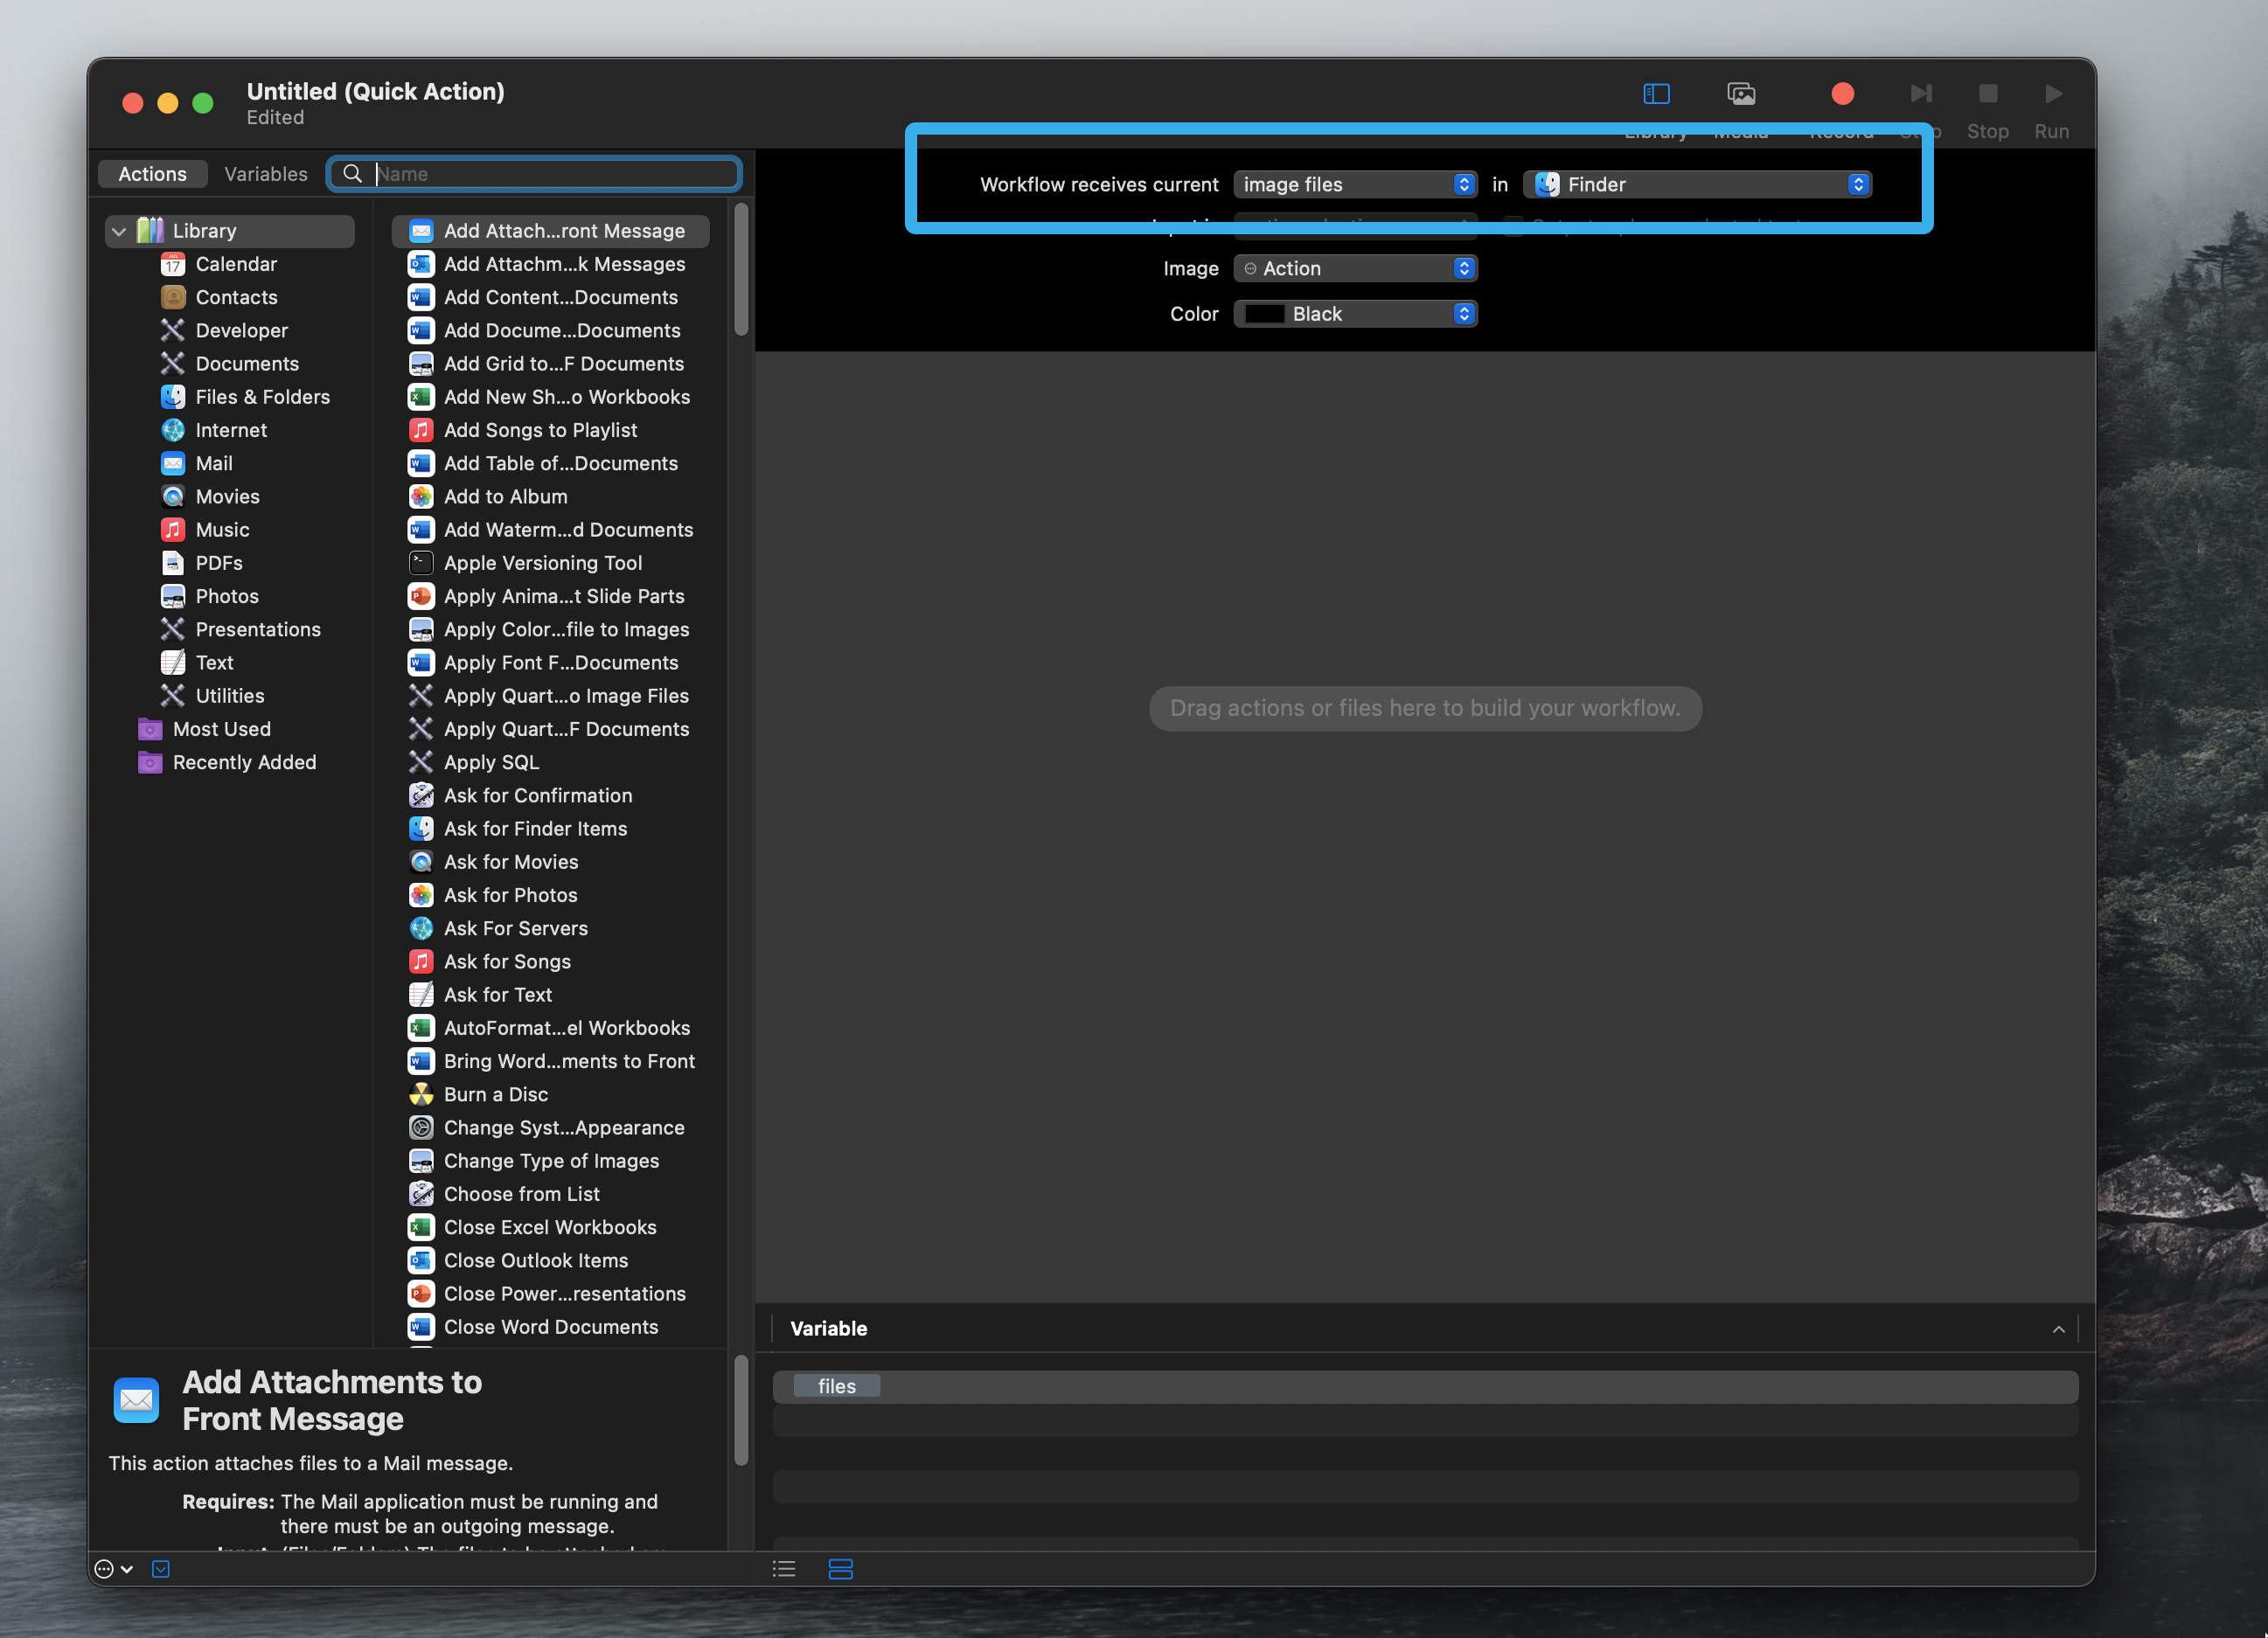 Untitled (Quick Action)
Edited
Library
Media
Record
Stop
Run
Actions
Variables
Name
Workflow receives current
image files
in
Finder
Image
Action
Color
Black
Library
Calendar
Contacts
Developer
Documents
Files & Folders
Internet
Mail
Movies
Music
PDFs
Photos
Presentations
Text
Utilities
Most Used
Recently Added
Add Attach...ront Message
Add Attachm...k Messages
Add Content...Documents
Add Docume...Documents
Add Grid to...F Documents
Add New Sh...o Workbooks
Add Songs to Playlist
Add Table of...Documents
Add to Album
Add Waterm...d Documents
Apple Versioning Tool
Apply Anima...t Slide Parts
Apply Color...file to Images
Apply Font F...Documents
Apply Quart...o Image Files
Apply Quart...F Documents
Apply SQL
Ask for Confirmation
Ask for Finder Items
Ask for Movies
Ask for Photos
Ask For Servers
Ask for Songs
Ask for Text
AutoFormat...el Workbooks
Bring Word...ments to Front
Burn a Disc
Change Syst...Appearance
Change Type of Images
Choose from List
Close Excel Workbooks
Close Outlook Items
Close Power...resentations
Close Word Documents
Drag actions or files here to build your workflow.
Add Attachments to
Front Message
This action attaches files to a Mail message.
Requires: The Mail application must be running and
there must be an outgoing message.
Variable
files